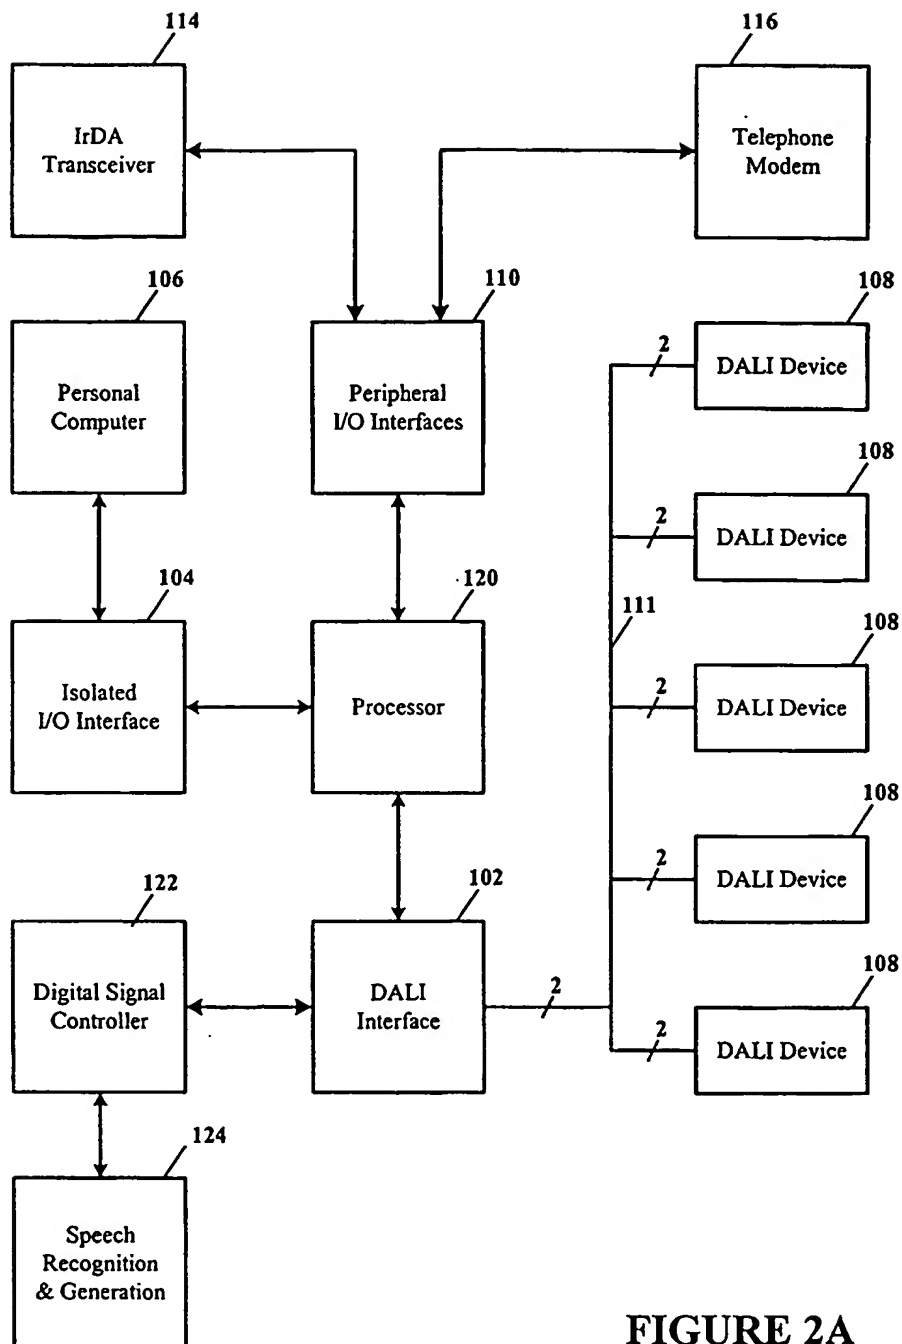 114
116
IrDA
Transceiver
Telephone
Modem
106
110
108
Personal
Computer
Peripheral
I/O Interfaces
2
DALI Device
108
2
DALI Device
104
120
111
108
Isolated
I/O Interface
Processor
2
DALI Device
108
2
DALI Device
122
102
108
Digital Signal
Controller
DALI
Interface
2
2
DALI Device
124
Speech
Recognition
& Generation
FIGURE 2A